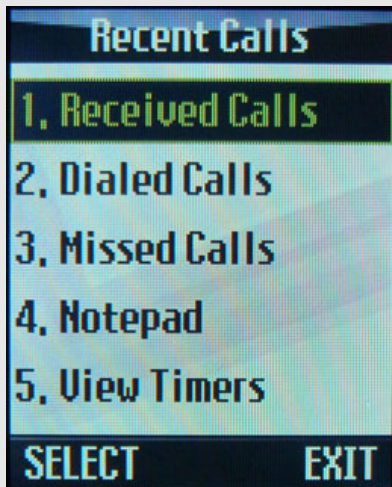 Recent Calls
1. Received Calls
2. Dialed Calls
3. Missed Calls
4. Notepad
5. View Timers
SELECT EXIT